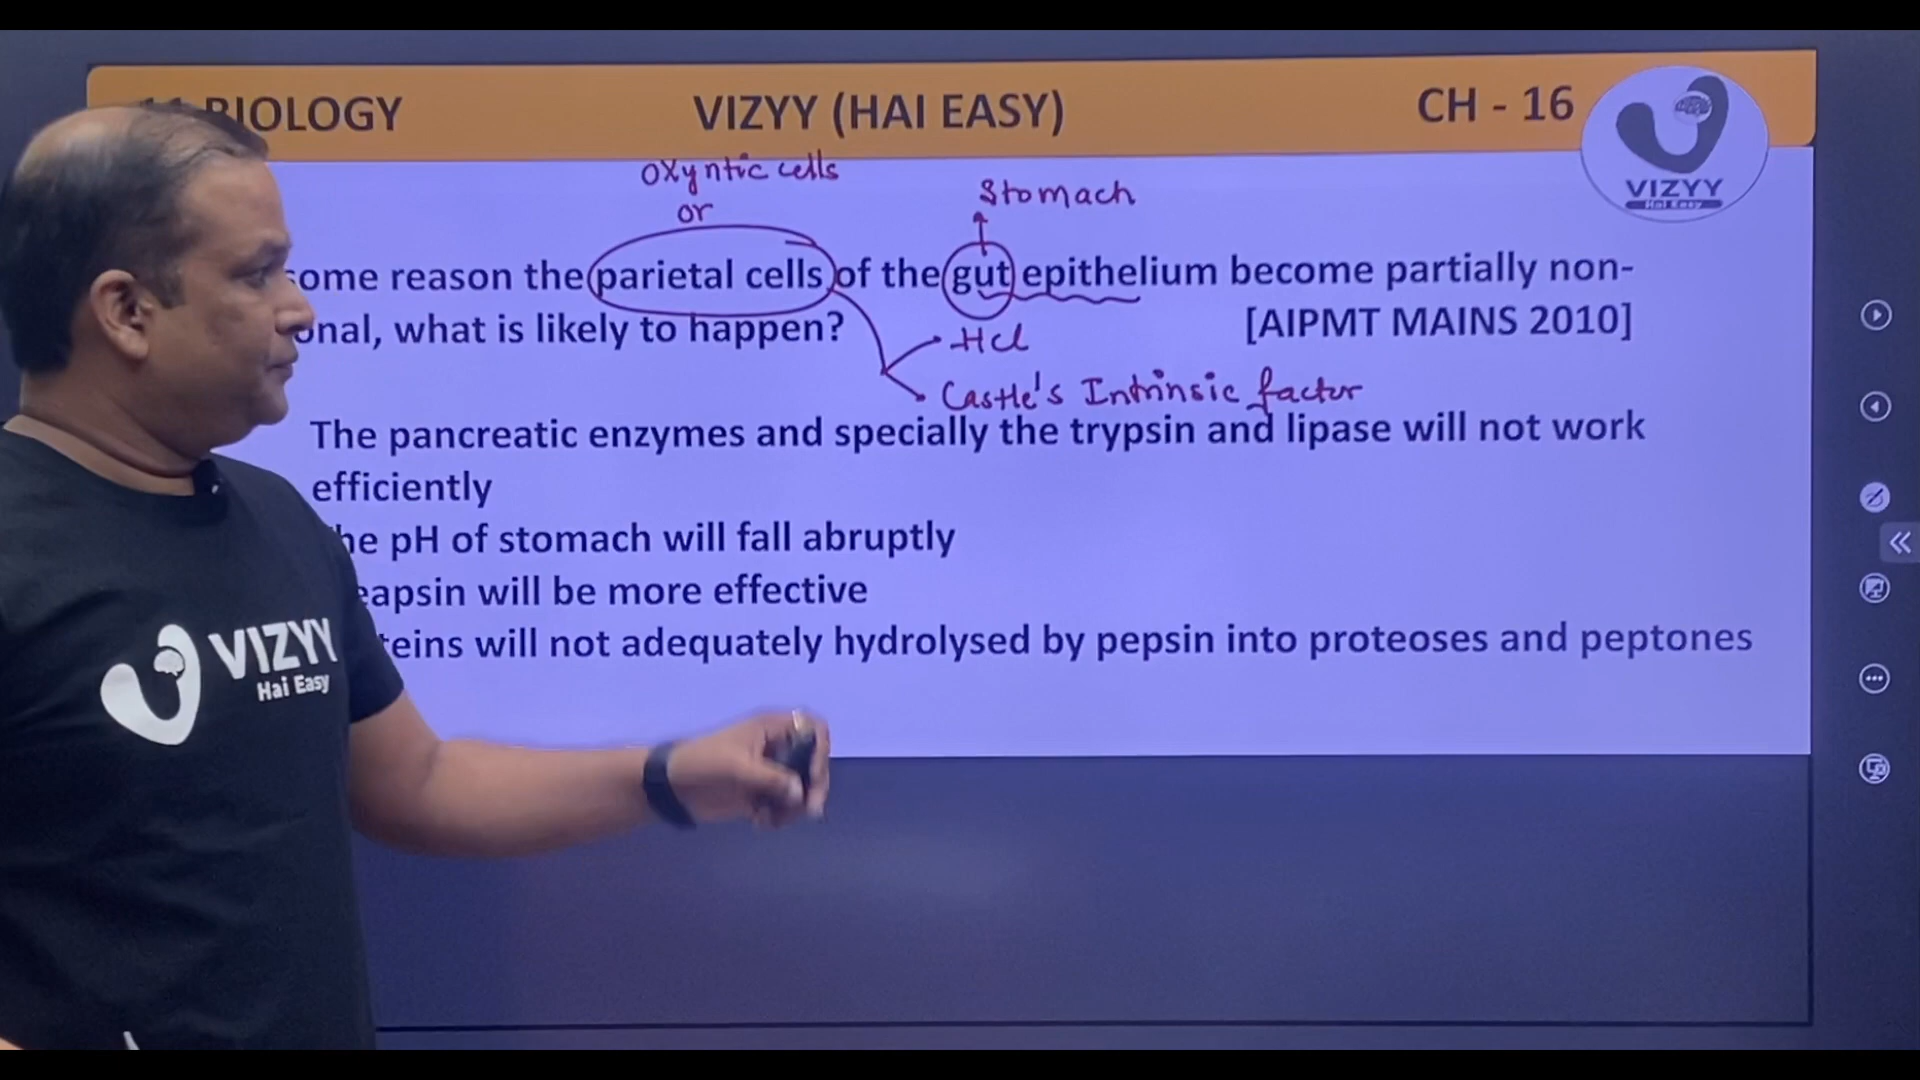 BIOLOGY VIZYY (HAI EASY) CH - 16
VIZYY
Hai Easy
oxyntic cells
or
Stomach
ome reason the parietal cells of the gut epithelium become partially non-
onal, what is likely to happen? [AIPMT MAINS 2010]
Hcl
Castle's Intrinsic factor
The pancreatic enzymes and specially the trypsin and lipase will not work
efficiently
he pH of stomach will fall abruptly
eapsin will be more effective
teins will not adequately hydrolysed by pepsin into proteoses and peptones
VIZYY
Hai Easy